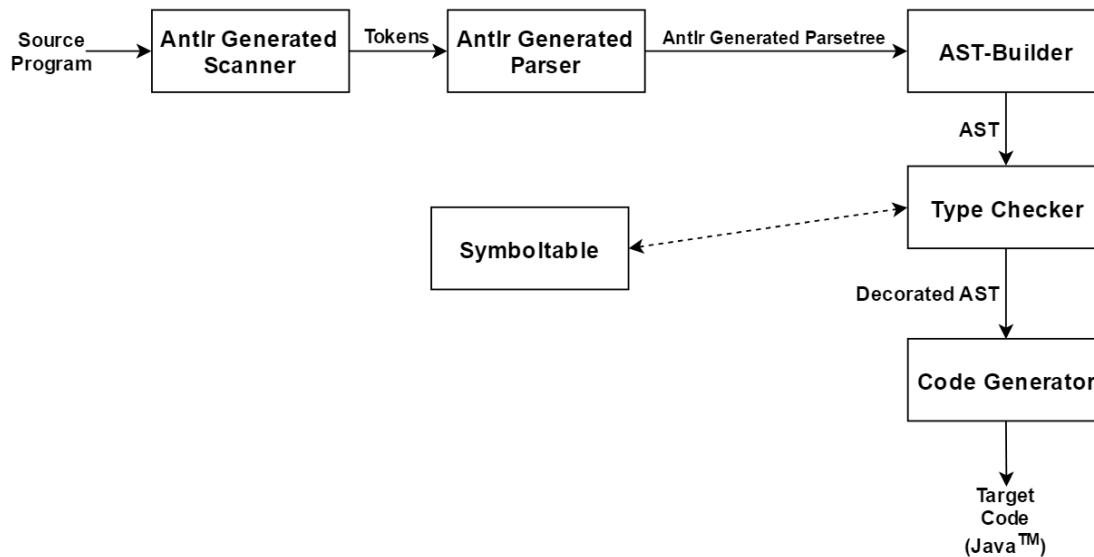 Source
Program
Antlr Generated
Scanner
Tokens
Antlr Generated
Parser
Antlr Generated Parsetree
AST-Builder
AST
Type Checker
Symboltable
Decorated AST
Code Generator
Target
Code
(Java™)